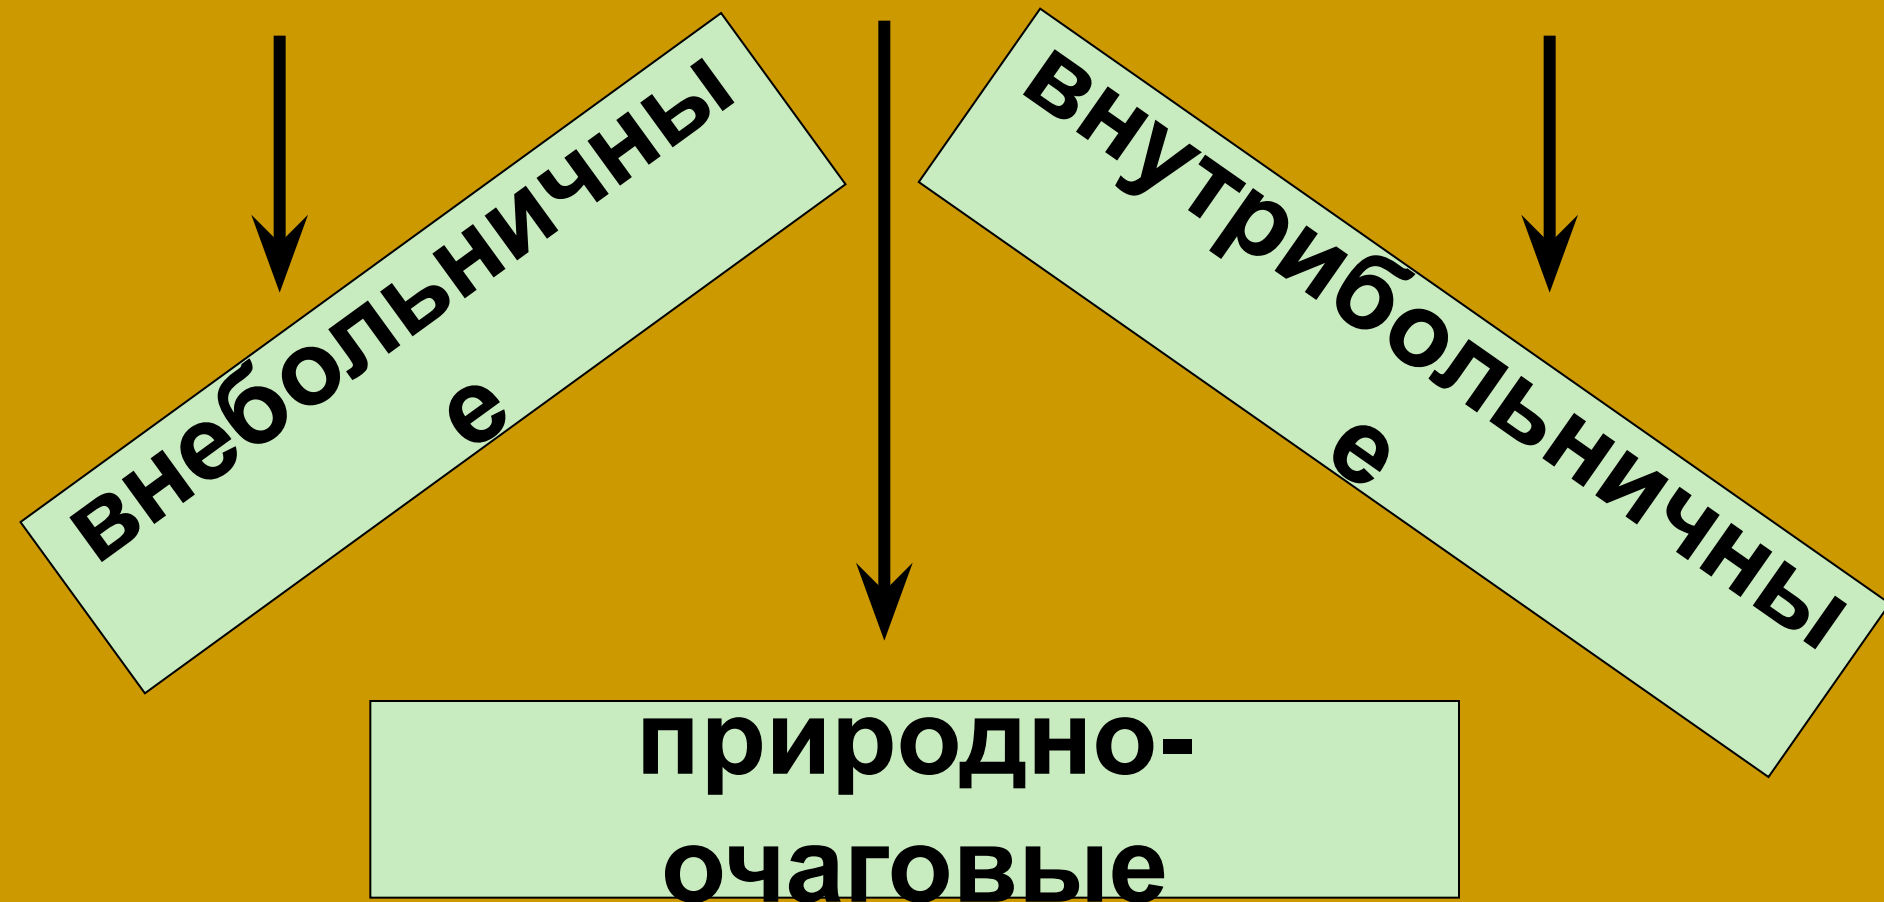 внебольничны
е
внутрибольничны
е
природно-
очаговые